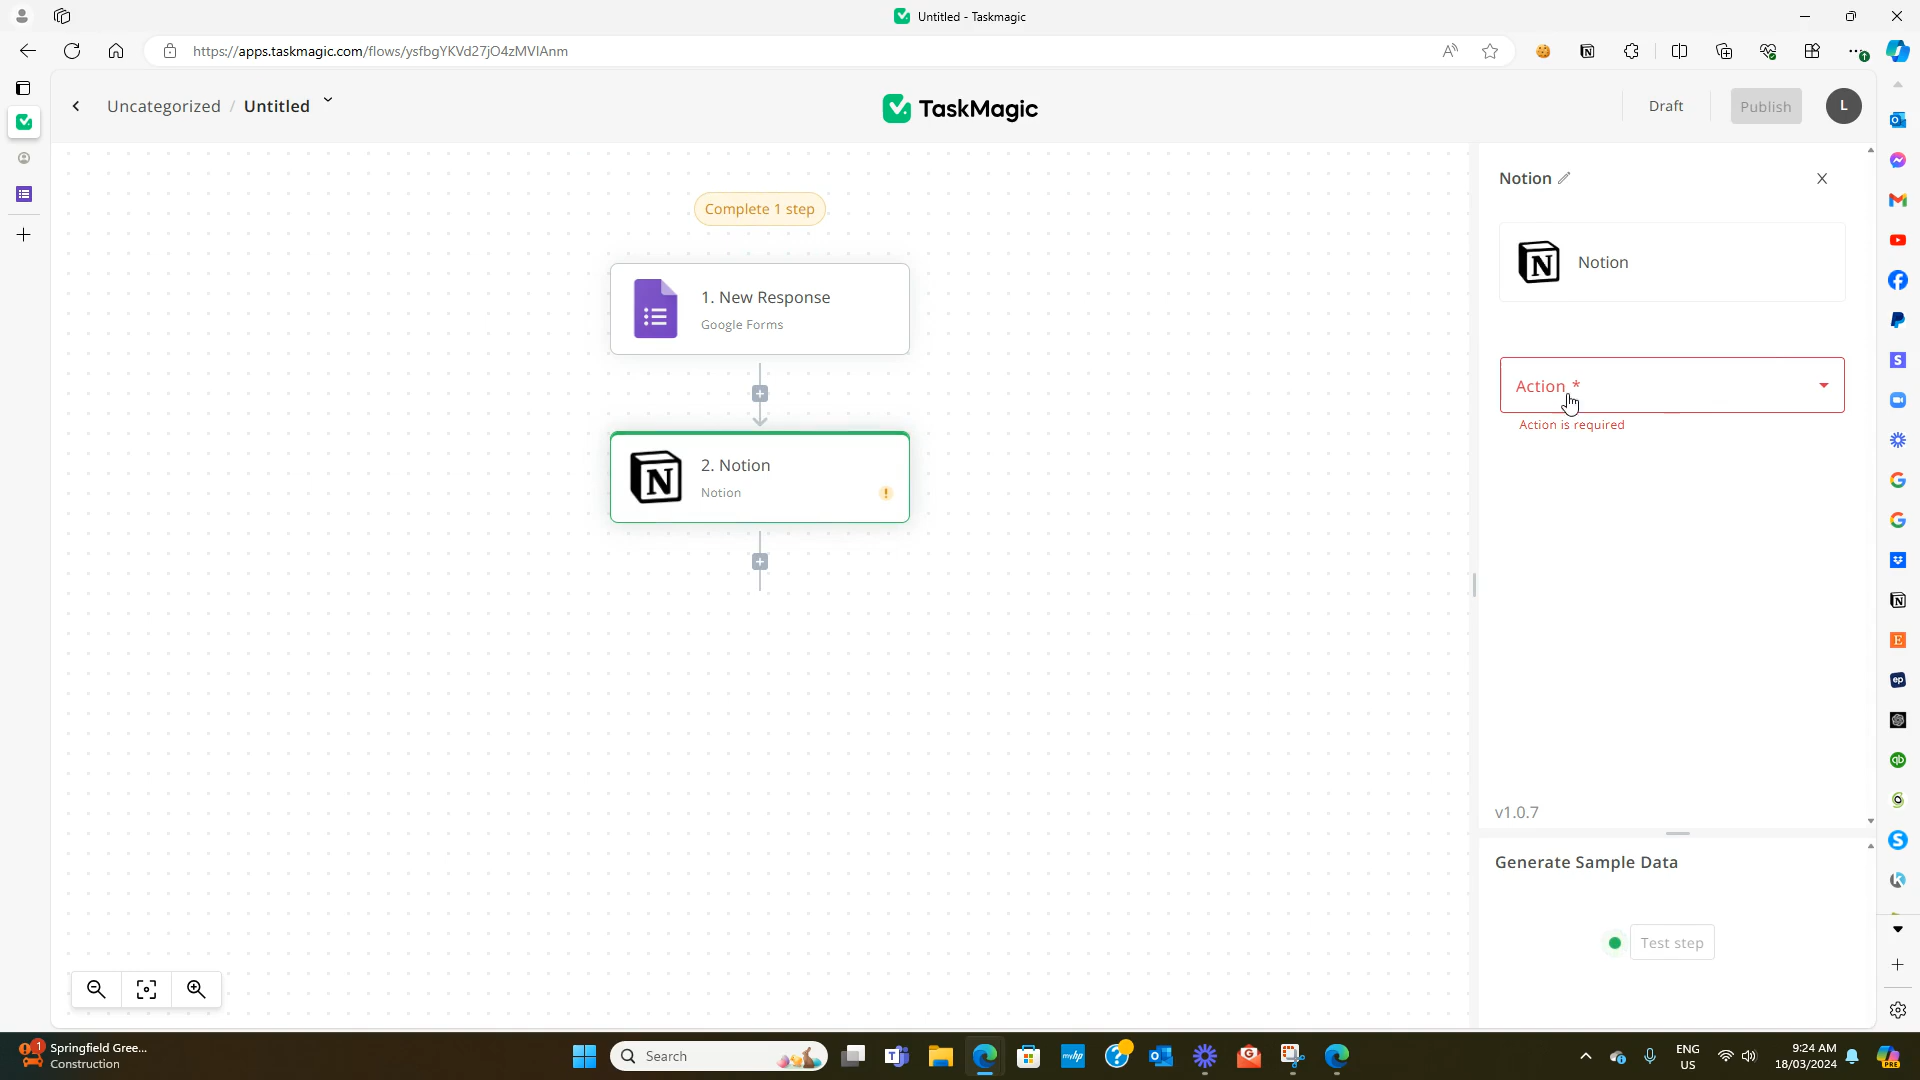 Untitled - Taskmagic
https://apps.taskmagic.com/flows/ysfbgYKVd27jO4zMVlAnm
Uncategorized / Untitled
TaskMagic
Draft
Publish
L
Complete 1 step
1. New Response
Google Forms
2. Notion
Notion
Notion
Notion
Action *
Action is required
v1.0.7
Generate Sample Data
Test step
1
Springfield Gree...
Construction
Search
ENG
US
9:24 AM
18/03/2024